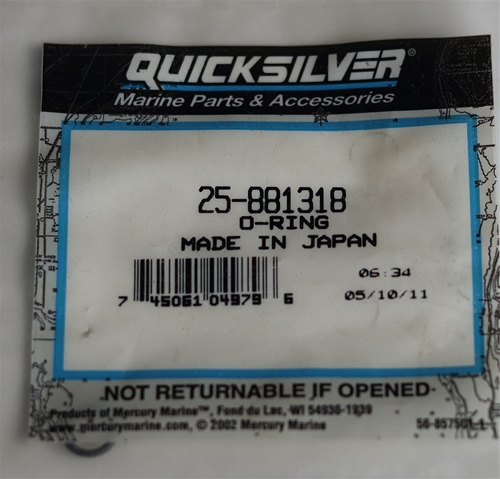 QUICKSILVER®
Marine Parts & Accessories
25-881318
O-RING
MADE IN JAPAN
06:34
7 45061 04979 6
05/10/11
NOT RETURNABLE IF OPENED
Products of Mercury Marine™, Fond du Lac, WI 54936-1939
www.mercurymarine.com, © 2002 Mercury Marine